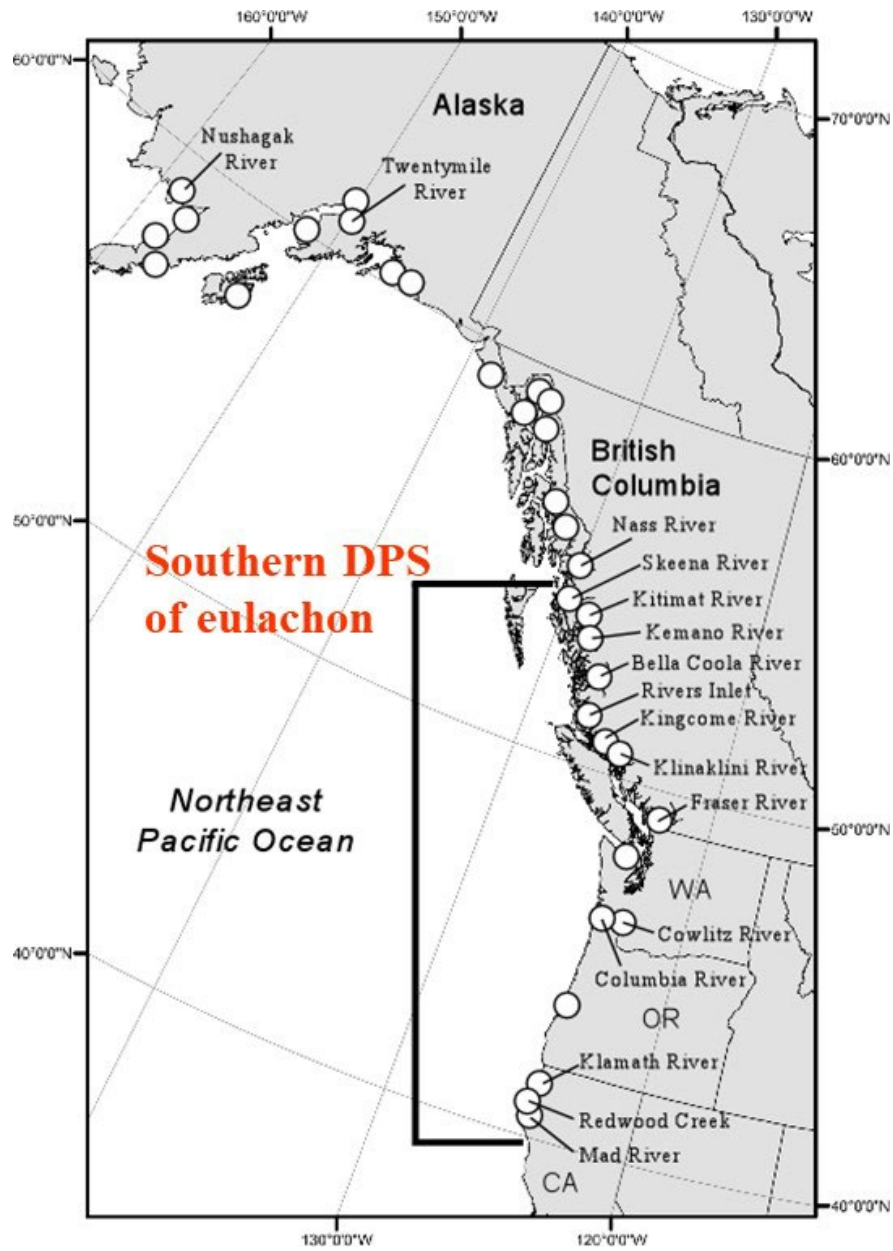 160°0'0"W
150°0'0"W
140°0'0"W
130°0'0"W
60°0'0"N
70°0'0"N
Alaska
Nushagak
River
Twentymile
River
British
Columbia
60°0'0"N
50°0'0"N
Nass River
Southern DPS
of eulachon
Skeena River
Kitimat River
Kemano River
Bella Coola River
Rivers Inlet
Kingcome River
Klinaklini River
Northeast
Pacific Ocean
Fraser River
50°0'0"N
WA
Cowlitz River
40°0'0"N
Columbia River
OR
Klamath River
Redwood Creek
Mad River
CA
40°0'0"N
130°0'0"W
120°0'0"W